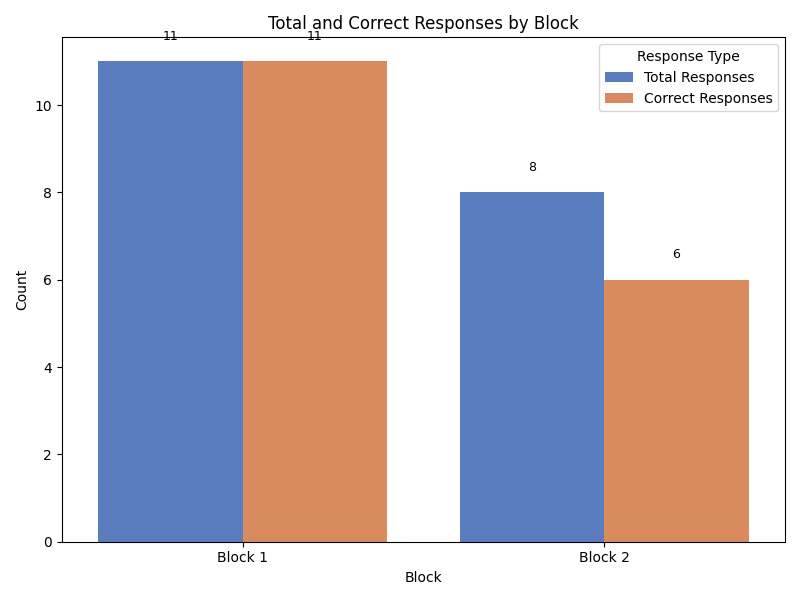 Total and Correct Responses by Block
11
11
Response Type
Total Responses
Correct Responses
8
6
10
8
6
4
2
0
Count
Block 1
Block 2
Block